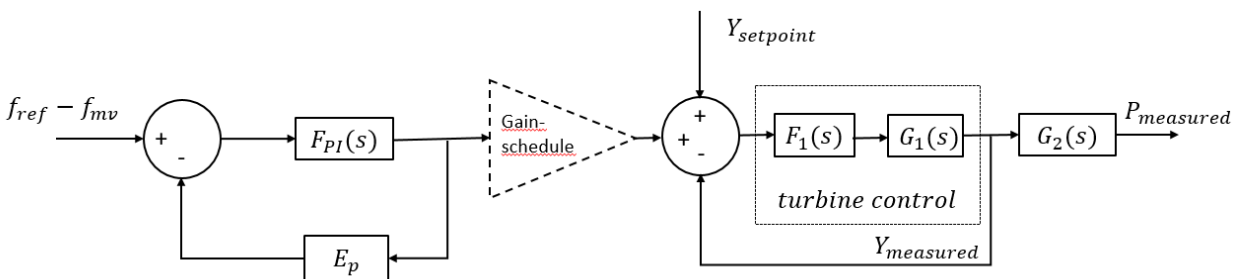 Y_setpoint
f_ref − f_mv
+
-
F_PI(s)
Gain-
schedule
+
+
-
F_1(s)
G_1(s)
G_2(s)
P_measured
turbine control
E_p
Y_measured